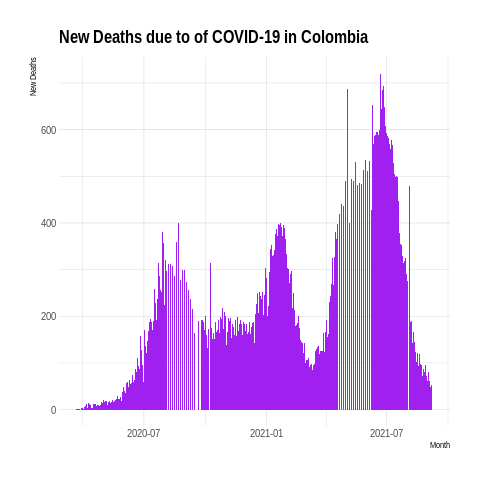 New Deaths due to of COVID-19 in Colombia
New Deaths
600
400
200
0
2020-07
2021-01
2021-07
Month